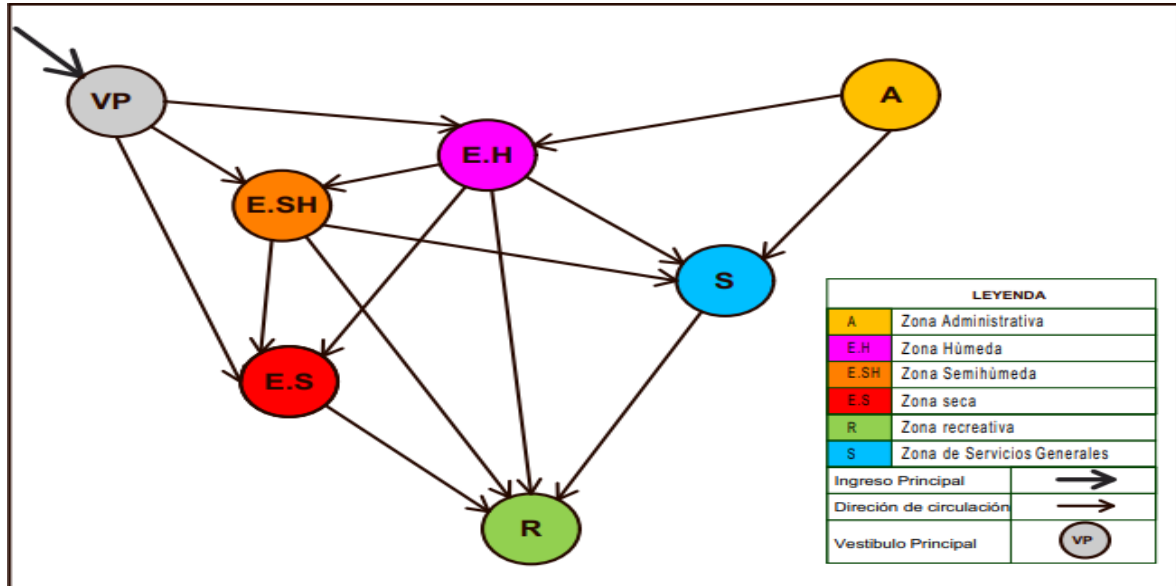 VP
A
E.H
E.SH
S
E.S
R
LEYENDA
A Zona Administrativa
E.H Zona Hùmeda
E.SH Zona Semihùmeda
E.S Zona seca
R Zona recreativa
S Zona de Servicios Generales
Ingreso Principal
Direción de circulación
Vestibulo Principal VP